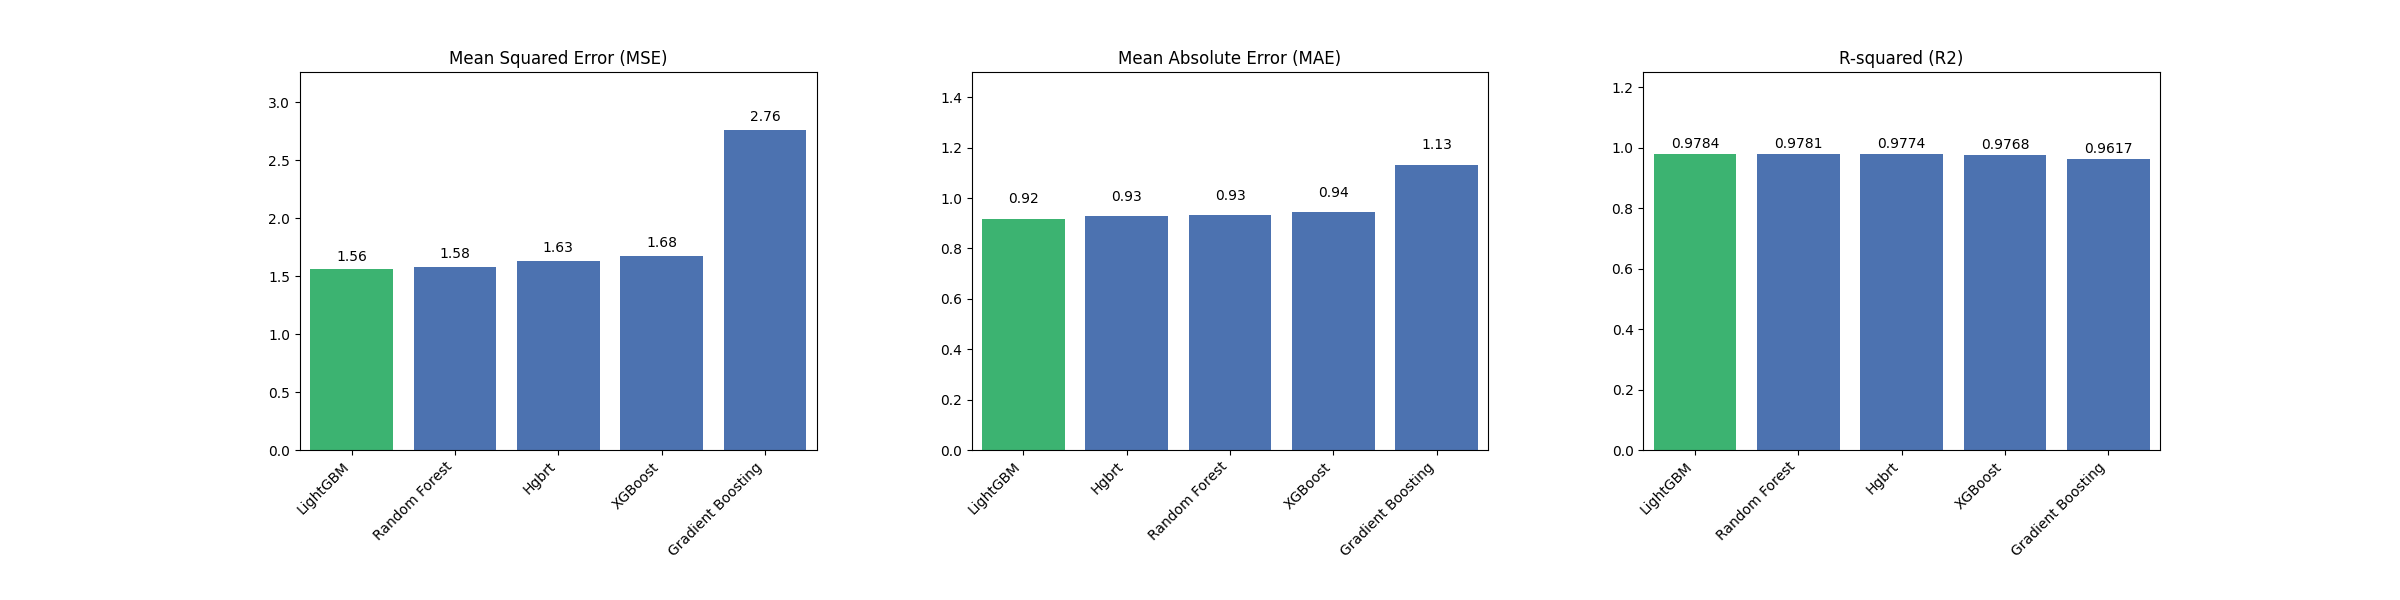 Mean Squared Error (MSE)
3.0
2.5
2.0
1.5
1.0
0.5
0.0
1.56
1.58
1.63
1.68
2.76
LightGBM
Random Forest
Hgbrt
XGBoost
Gradient Boosting
Mean Absolute Error (MAE)
1.4
1.2
1.0
0.8
0.6
0.4
0.2
0.0
0.92
0.93
0.93
0.94
1.13
LightGBM
Hgbrt
Random Forest
XGBoost
Gradient Boosting
R-squared (R2)
1.2
1.0
0.8
0.6
0.4
0.2
0.0
0.9784
0.9781
0.9774
0.9768
0.9617
LightGBM
Random Forest
Hgbrt
XGBoost
Gradient Boosting